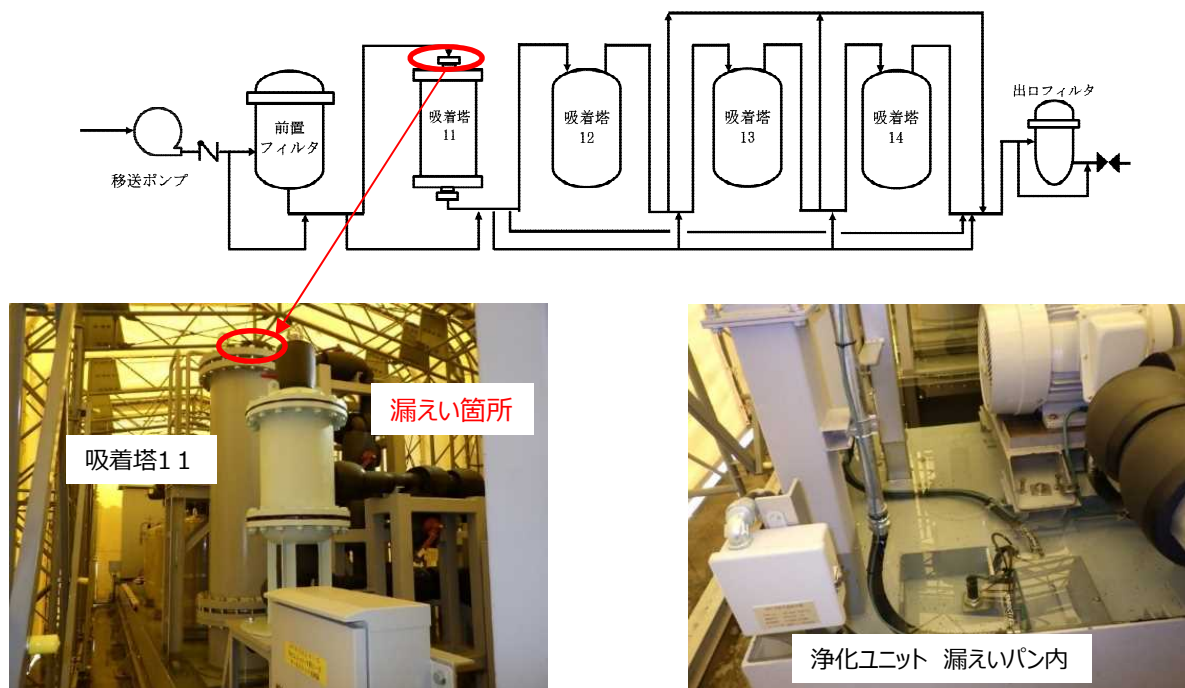 移送ポンプ
前置
フィルタ
吸着塔
11
吸着塔
12
吸着塔
13
吸着塔
14
出口フィルタ
漏えい箇所
吸着塔11
浄化ユニット 漏えいパン内